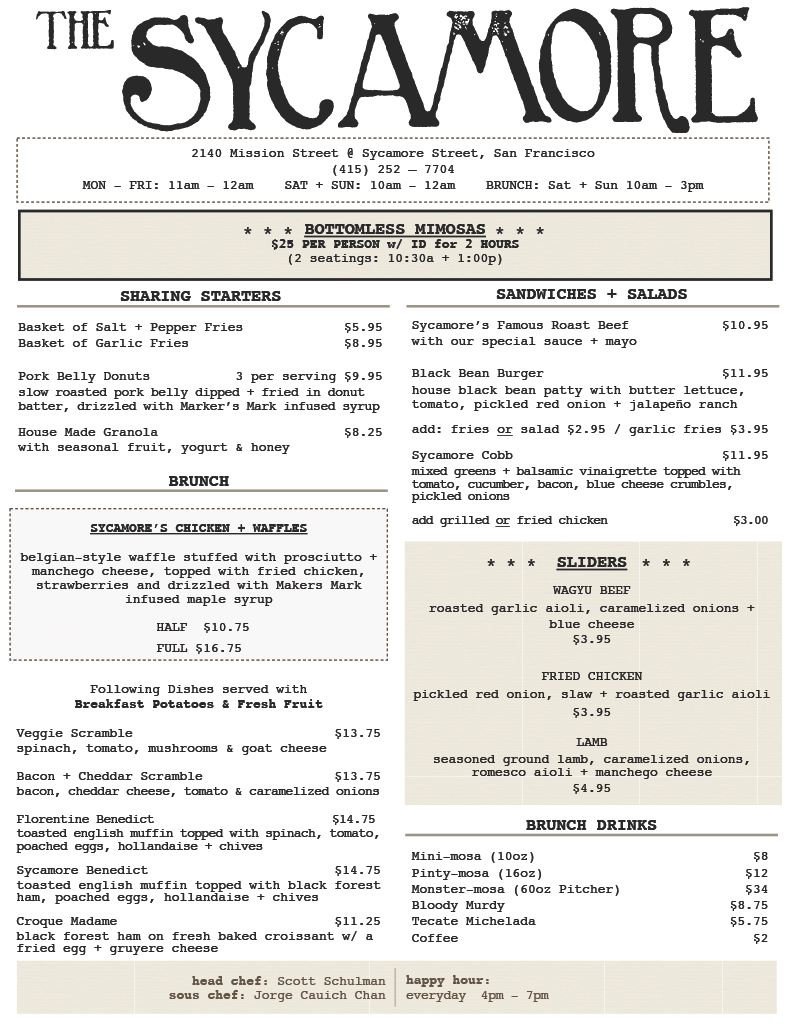 THE SYCAMORE
2140 Mission Street @ Sycamore Street, San Francisco
(415) 252 – 7704
MON – FRI: 11am – 12am SAT + SUN: 10am – 12am BRUNCH: Sat + Sun 10am – 3pm
* * * BOTTOMLESS MIMOSAS * * *
$25 PER PERSON w/ ID for 2 HOURS
(2 seatings: 10:30a + 1:00p)
SHARING STARTERS
Basket of Salt + Pepper Fries $5.95
Basket of Garlic Fries $8.95
Pork Belly Donuts 3 per serving $9.95
slow roasted pork belly dipped + fried in donut
batter, drizzled with Marker's Mark infused syrup
House Made Granola $8.25
with seasonal fruit, yogurt & honey
BRUNCH
SYCAMORE'S CHICKEN + WAFFLES
belgian–style waffle stuffed with prosciutto +
manchego cheese, topped with fried chicken,
strawberries and drizzled with Makers Mark
infused maple syrup
HALF $10.75
FULL $16.75
Following Dishes served with
Breakfast Potatoes & Fresh Fruit
Veggie Scramble $13.75
spinach, tomato, mushrooms & goat cheese
Bacon + Cheddar Scramble $13.75
bacon, cheddar cheese, tomato & caramelized onions
Florentine Benedict $14.75
toasted english muffin topped with spinach, tomato,
poached eggs, hollandaise + chives
Sycamore Benedict $14.75
toasted english muffin topped with black forest
ham, poached eggs, hollandaise + chives
Croque Madame $11.25
black forest ham on fresh baked croissant w/ a
fried egg + gruyere cheese
SANDWICHES + SALADS
Sycamore's Famous Roast Beef $10.95
with our special sauce + mayo
Black Bean Burger $11.95
house black bean patty with butter lettuce,
tomato, pickled red onion + jalapeño ranch
add: fries or salad $2.95 / garlic fries $3.95
Sycamore Cobb $11.95
mixed greens + balsamic vinaigrette topped with
tomato, cucumber, bacon, blue cheese crumbles,
pickled onions
add grilled or fried chicken $3.00
* * * SLIDERS * * *
WAGYU BEEF
roasted garlic aioli, caramelized onions +
blue cheese
$3.95
FRIED CHICKEN
pickled red onion, slaw + roasted garlic aioli
$3.95
LAMB
seasoned ground lamb, caramelized onions,
romesco aioli + manchego cheese
$4.95
BRUNCH DRINKS
Mini–mosa (10oz) $8
Pinty–mosa (16oz) $12
Monster–mosa (60oz Pitcher) $34
Bloody Murdy $8.75
Tecate Michelada $5.75
Coffee $2
head chef: Scott Schulman
sous chef: Jorge Cauich Chan
happy hour:
everyday 4pm – 7pm